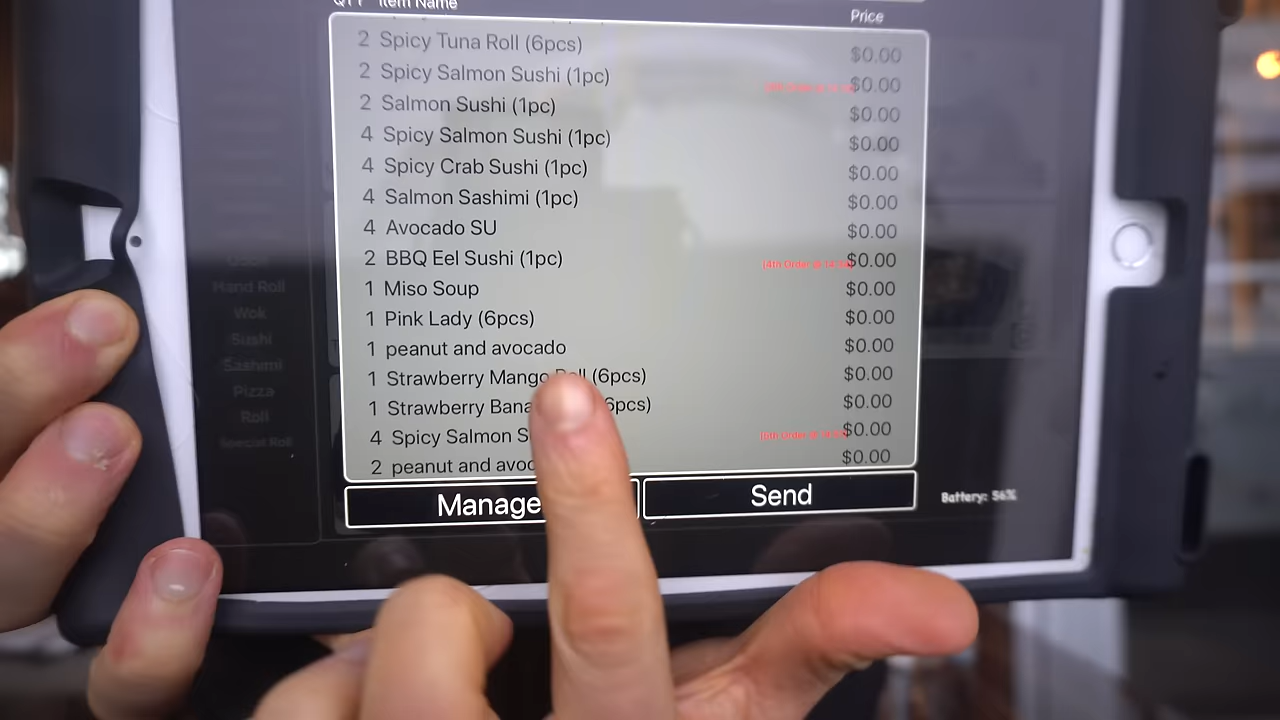 QTY Item Name
Price
2 Spicy Tuna Roll (6pcs) $0.00
2 Spicy Salmon Sushi (1pc) $0.00
2 Salmon Sushi (1pc) $0.00
4 Spicy Salmon Sushi (1pc) $0.00
4 Spicy Crab Sushi (1pc) $0.00
4 Salmon Sashimi (1pc) $0.00
4 Avocado SU $0.00
2 BBQ Eel Sushi (1pc) (4th Order $0.00
1 Miso Soup $0.00
1 Pink Lady (6pcs) $0.00
1 peanut and avocado $0.00
1 Strawberry Mango (6pcs) $0.00
1 Strawberry 6pcs) $0.00
4 Spicy Salmon $0.00
2 peanut and $0.00
Manage
Send
Battery: 56%
Hand Roll
Wok
Sushi
Sashimi
Pizza
Roll
Special Roll